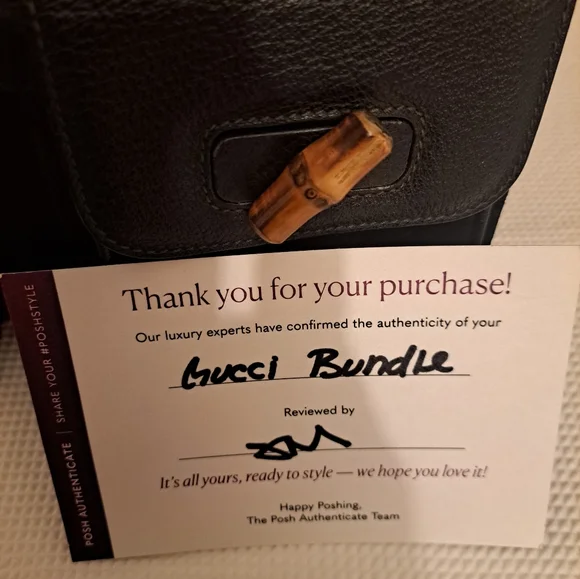 Thank you for your purchase!
Our luxury experts have confirmed the authenticity of your
Gucci Bundle
Reviewed by
It's all yours, ready to style — we hope you love it!
Happy Poshing,
The Posh Authenticate Team
POSH AUTHENTICATE | SHARE YOUR #POSHSTYLE